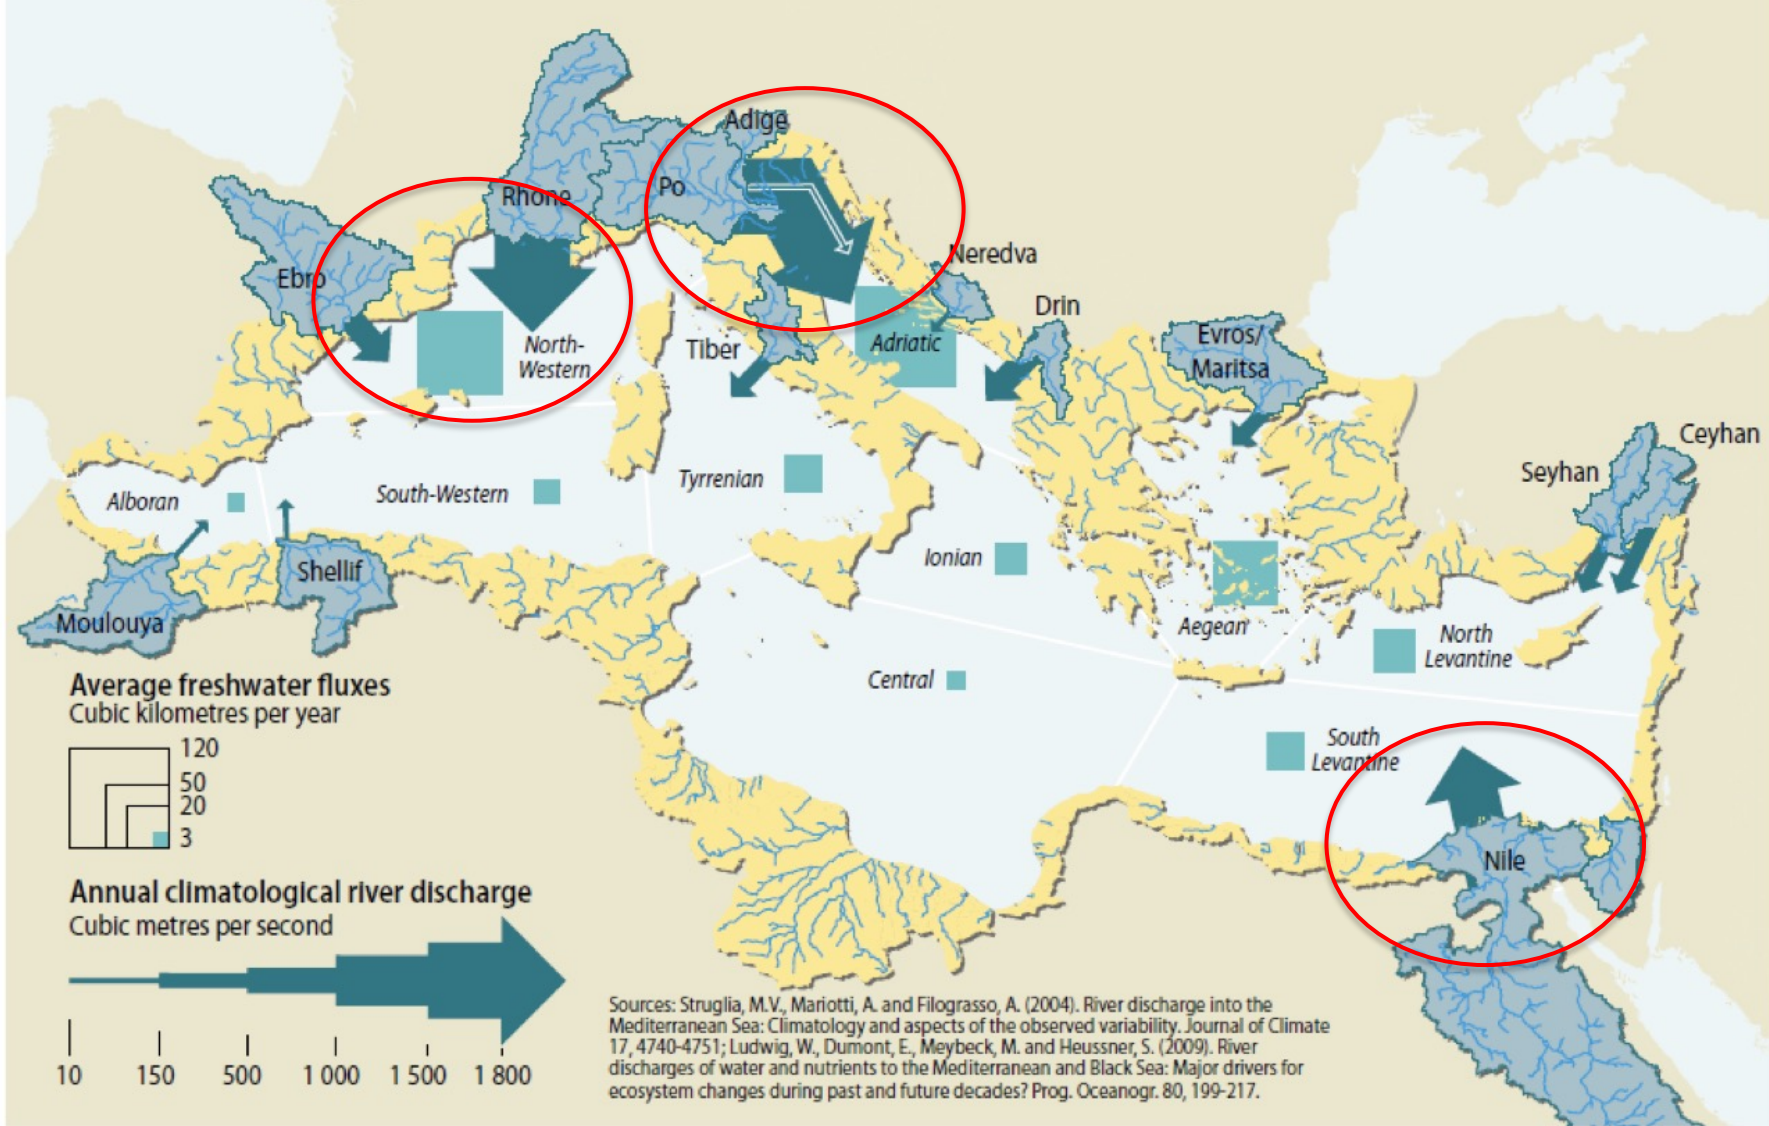 Adige
Rhone
Po
Ebro
Neredva
Drin
Evros/
Maritsa
North-
Western
Tiber
Adriatic
Ceyhan
Seyhan
Alboran
South-Western
Tyrrenian
Ionian
Shellif
Moulouya
Aegean
North
Levantine
Central
South
Levantine
Nile
Average freshwater fluxes
Cubic kilometres per year
120
50
20
3
Annual climatological river discharge
Cubic metres per second
10 150 500 1 000 1 500 1 800
Sources: Struglia, M.V., Mariotti, A. and Filograsso, A. (2004). River discharge into the
Mediterranean Sea: Climatology and aspects of the observed variability. Journal of Climate
17, 4740-4751; Ludwig, W., Dumont, E., Meybeck, M. and Heussner, S. (2009). River
discharges of water and nutrients to the Mediterranean and Black Sea: Major drivers for
ecosystem changes during past and future decades? Prog. Oceanogr. 80, 199-217.